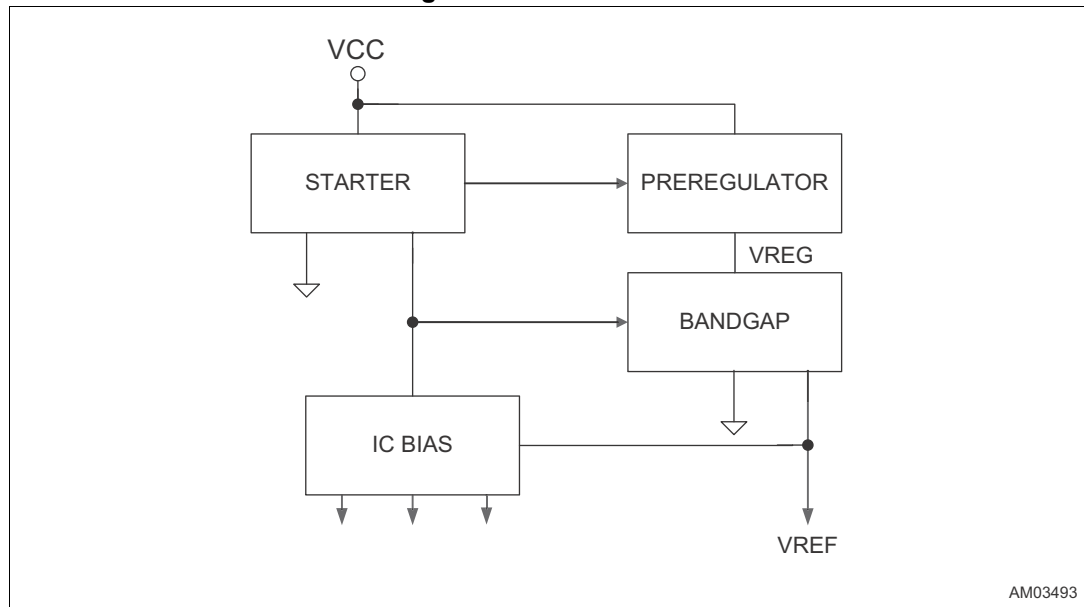 VCC
STARTER
PREREGULATOR
VREG
BANDGAP
IC BIAS
VREF
AM03493